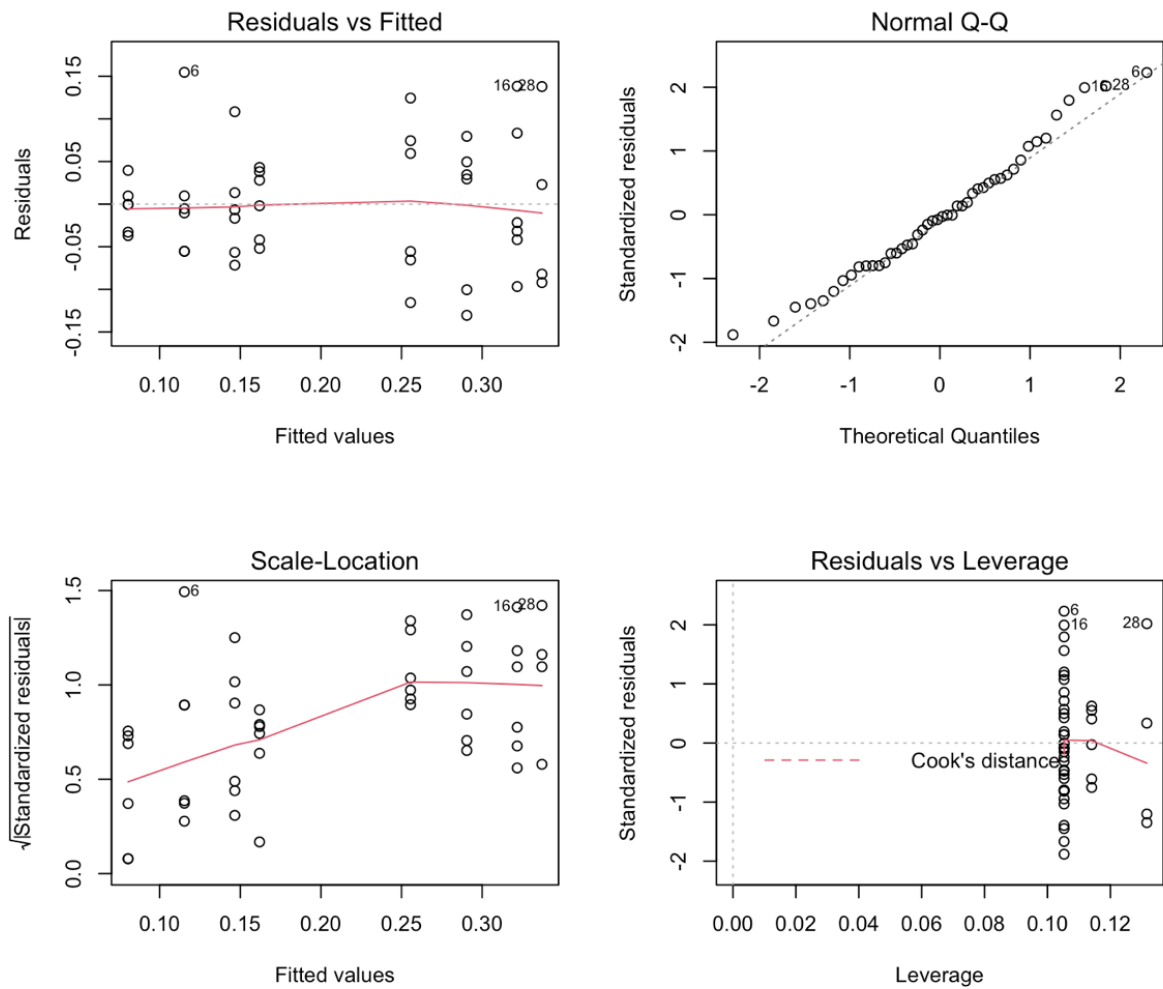 Residuals vs Fitted
Residuals
0.15
0.05
-0.05
-0.15
6
16 28
0.10 0.15 0.20 0.25 0.30
Fitted values
Normal Q-Q
Standardized residuals
2
1
0
-1
-2
6
16 28
-2 -1 0 1 2
Theoretical Quantiles
Scale-Location
√|Standardized residuals|
1.5
1.0
0.5
0.0
6
16 28
0.10 0.15 0.20 0.25 0.30
Fitted values
Residuals vs Leverage
Standardized residuals
2
1
0
-1
-2
6
16
28
Cook's distance
0.00 0.02 0.04 0.06 0.08 0.10 0.12
Leverage